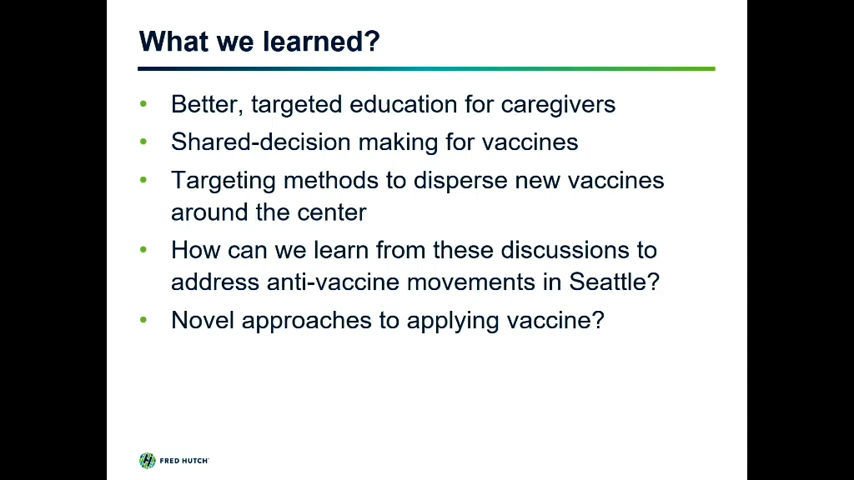 What we learned?
• Better, targeted education for caregivers
• Shared-decision making for vaccines
• Targeting methods to disperse new vaccines
around the center
• How can we learn from these discussions to
address anti-vaccine movements in Seattle?
• Novel approaches to applying vaccine?
FRED HUTCH